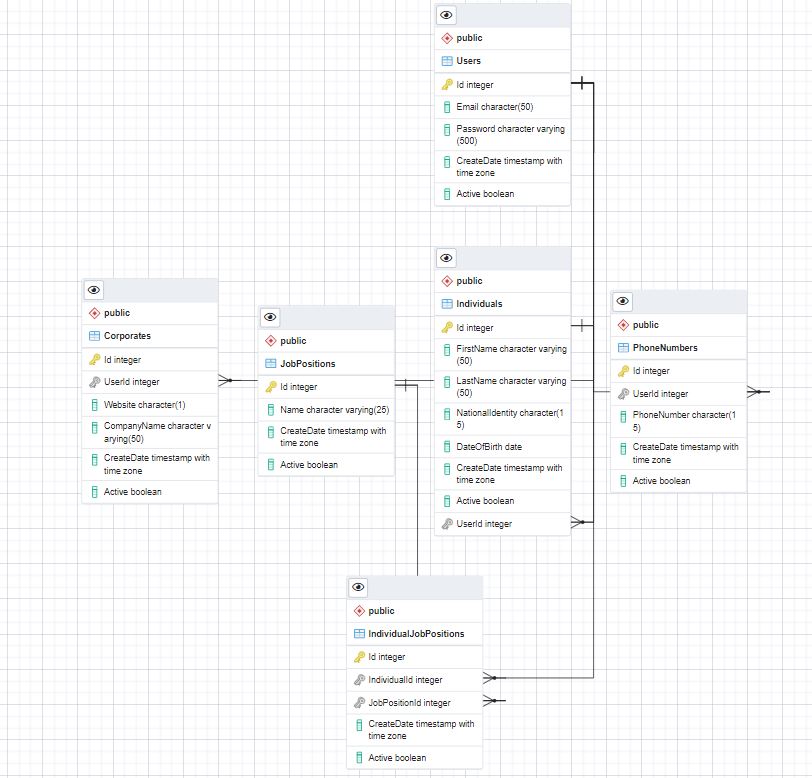 public
Users
Id integer
Email character(50)
Password character varying
(500)
CreateDate timestamp with
time zone
Active boolean
public
Corporates
Id integer
UserId integer
Website character(1)
CompanyName character v
arying(50)
CreateDate timestamp with
time zone
Active boolean
public
JobPositions
Id integer
Name character varying(25)
CreateDate timestamp with
time zone
Active boolean
public
Individuals
Id integer
FirstName character varying
(50)
LastName character varying
(50)
NationalIdentity character(1
5)
DateOfBirth date
CreateDate timestamp with
time zone
Active boolean
UserId integer
public
PhoneNumbers
Id integer
UserId integer
PhoneNumber character(1
5)
CreateDate timestamp with
time zone
Active boolean
public
IndividualJobPositions
Id integer
IndividualId integer
JobPositionId integer
CreateDate timestamp with
time zone
Active boolean